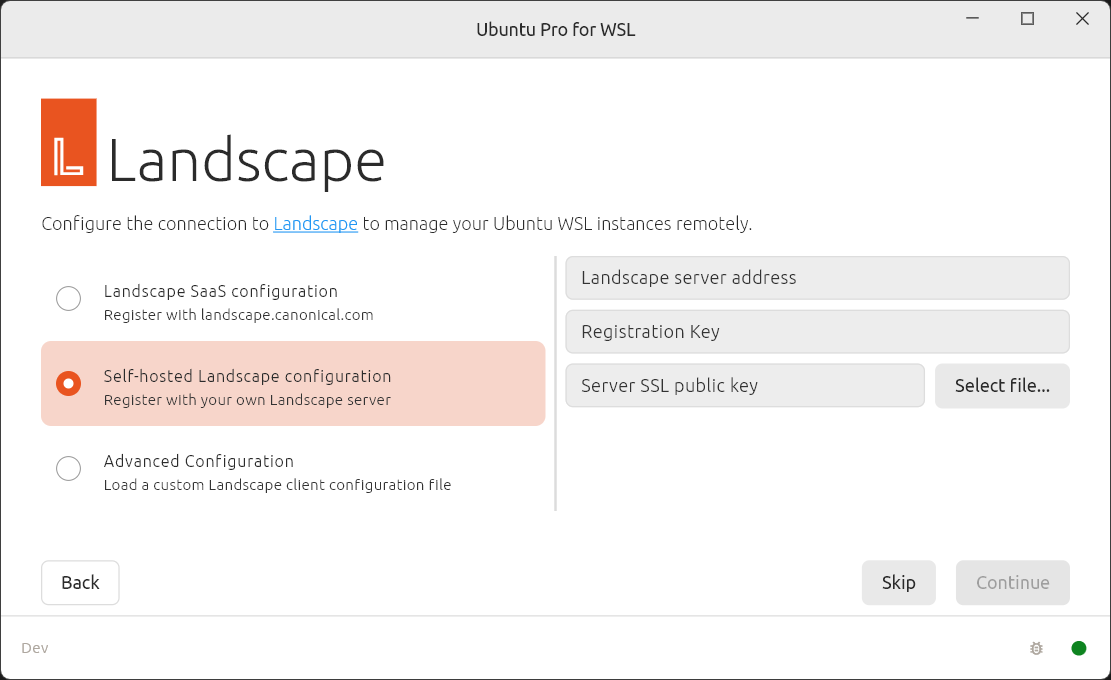 Ubuntu Pro for WSL
Landscape
Configure the connection to Landscape to manage your Ubuntu WSL instances remotely.
Landscape SaaS configuration
Register with landscape.canonical.com
Self-hosted Landscape configuration
Register with your own Landscape server
Advanced Configuration
Load a custom Landscape client configuration file
Landscape server address
Registration Key
Server SSL public key
Select file...
Back
Skip
Continue
Dev